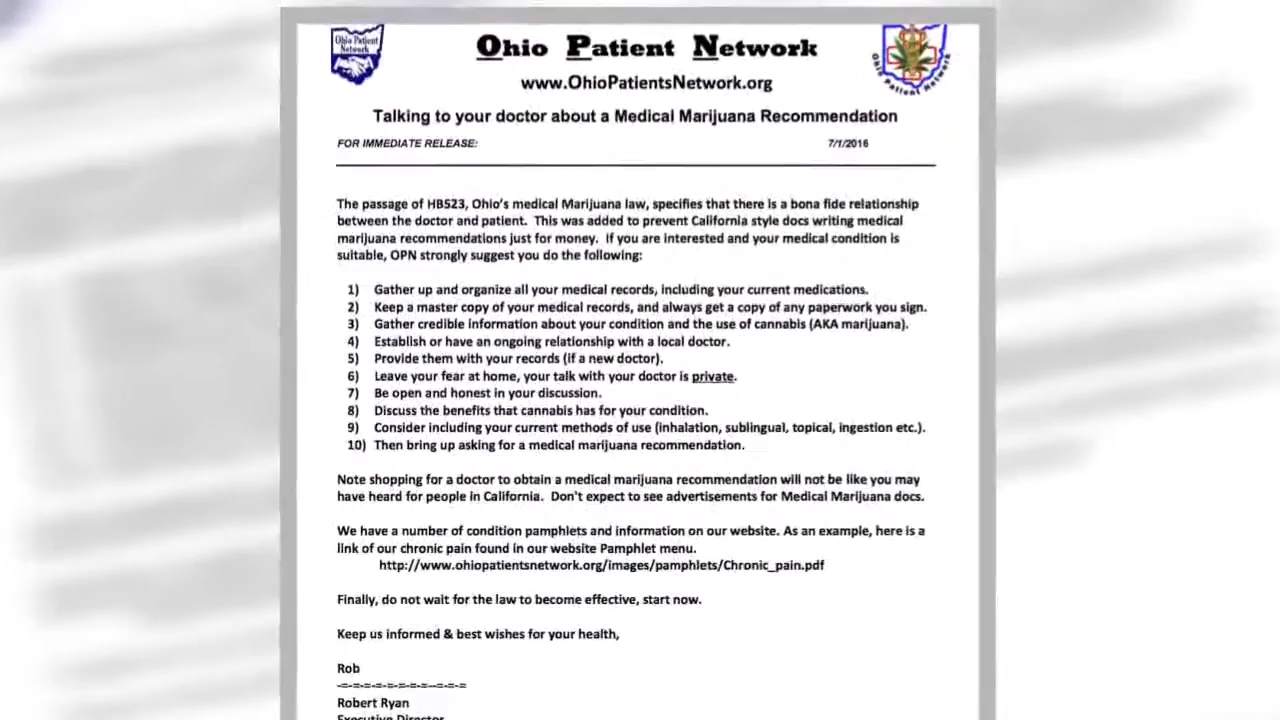 Ohio Patient
Network
Ohio Patient Network
Ohio Patient Network
www.OhioPatientsNetwork.org
Talking to your doctor about a Medical Marijuana Recommendation
FOR IMMEDIATE RELEASE: 7/1/2016
The passage of HB523, Ohio's medical Marijuana law, specifies that there is a bona fide relationship
between the doctor and patient. This was added to prevent California style docs writing medical
marijuana recommendations just for money. If you are interested and your medical condition is
suitable, OPN strongly suggest you do the following:
1) Gather up and organize all your medical records, including your current medications.
2) Keep a master copy of your medical records, and always get a copy of any paperwork you sign.
3) Gather credible information about your condition and the use of cannabis (AKA marijuana).
4) Establish or have an ongoing relationship with a local doctor.
5) Provide them with your records (if a new doctor).
6) Leave your fear at home, your talk with your doctor is private.
7) Be open and honest in your discussion.
8) Discuss the benefits that cannabis has for your condition.
9) Consider including your current methods of use (inhalation, sublingual, topical, ingestion etc.).
10) Then bring up asking for a medical marijuana recommendation.
Note shopping for a doctor to obtain a medical marijuana recommendation will not be like you may
have heard for people in California. Don't expect to see advertisements for Medical Marijuana docs.
We have a number of condition pamphlets and information on our website. As an example, here is a
link of our chronic pain found in our website Pamphlet menu.
http://www.ohiopatientsnetwork.org/images/pamphlets/Chronic_pain.pdf
Finally, do not wait for the law to become effective, start now.
Keep us informed & best wishes for your health,
Rob
-=-=-=-=-=-=-=--=-=-=
Robert Ryan
Executive Director